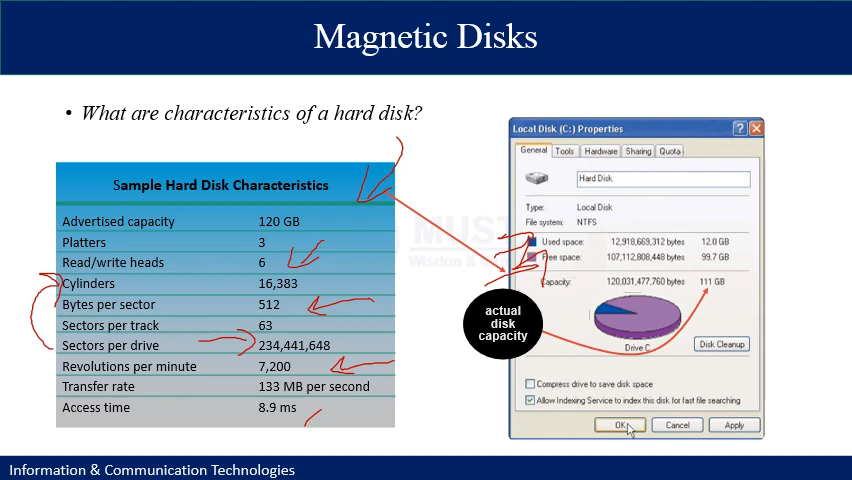 Magnetic Disks
• What are characteristics of a hard disk?
Sample Hard Disk Characteristics
Advertised capacity 120 GB
Platters 3
Read/write heads 6
Cylinders 16,383
Bytes per sector 512
Sectors per track 63
Sectors per drive 234,441,648
Revolutions per minute 7,200
Transfer rate 133 MB per second
Access time 8.9 ms
MUST
Wisdom &
Local Disk (C:) Properties
General Tools Hardware Sharing Quota
Hard Disk
Type: Local Disk
File system: NTFS
Used space: 12,918,669,312 bytes 12.0 GB
Free space: 107,112,808,448 bytes 99.7 GB
Capacity: 120,031,477,760 bytes 111 GB
actual
disk
capacity
Drive C
Disk Cleanup
Compress drive to save disk space
Allow Indexing Service to index this disk for fast file searching
OK Cancel Apply
Information & Communication Technologies